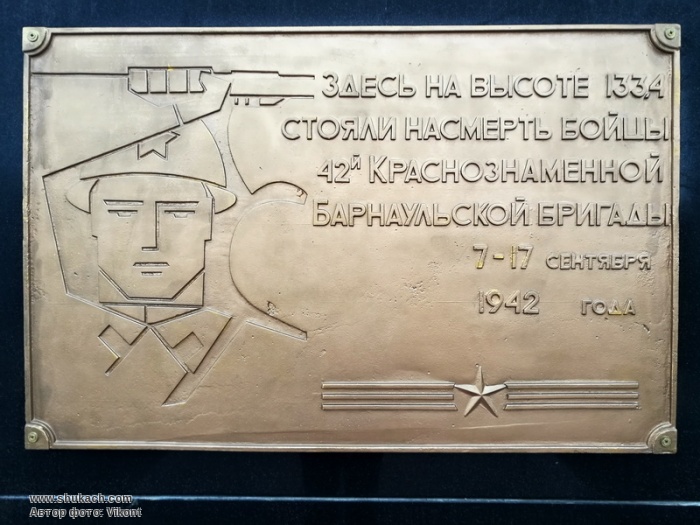 Здесь на высоте 133,4
стояли насмерть бойцы
42й Краснознаменной
Барнаульской бригады
7-17 сентября
1942 года
www.shukach.com
Автор фото: Vikont